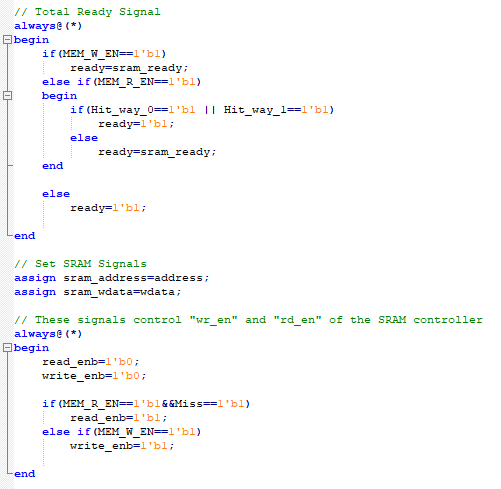 // Total Ready Signal
always@(*)
begin
    if(MEM_W_EN==1'b1)
        ready=sram_ready;
    else if(MEM_R_EN==1'b1)
    begin
        if(Hit_way_0==1'b1 || Hit_way_1==1'b1)
            ready=1'b1;
        else
            ready=sram_ready;
    end

    else
        ready=1'b1;

end

// Set SRAM Signals
assign sram_address=address;
assign sram_wdata=wdata;

// These signals control "wr_en" and "rd_en" of the SRAM controller
always@(*)
begin
    read_enb=1'b0;
    write_enb=1'b0;

    if(MEM_R_EN==1'b1&&Miss==1'b1)
        read_enb=1'b1;
    else if(MEM_W_EN==1'b1)
        write_enb=1'b1;

end